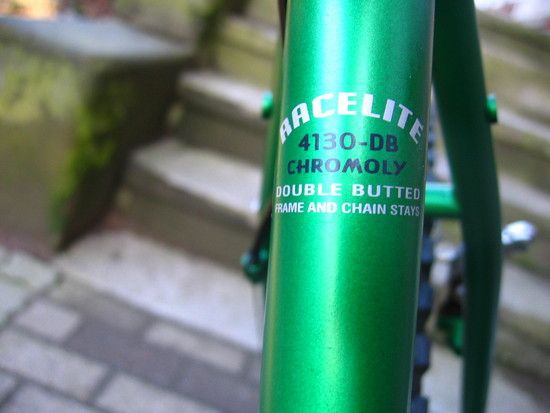 RACELITE
4130-DB
CHROMOLY
DOUBLE BUTTED
FRAME AND CHAIN STAYS